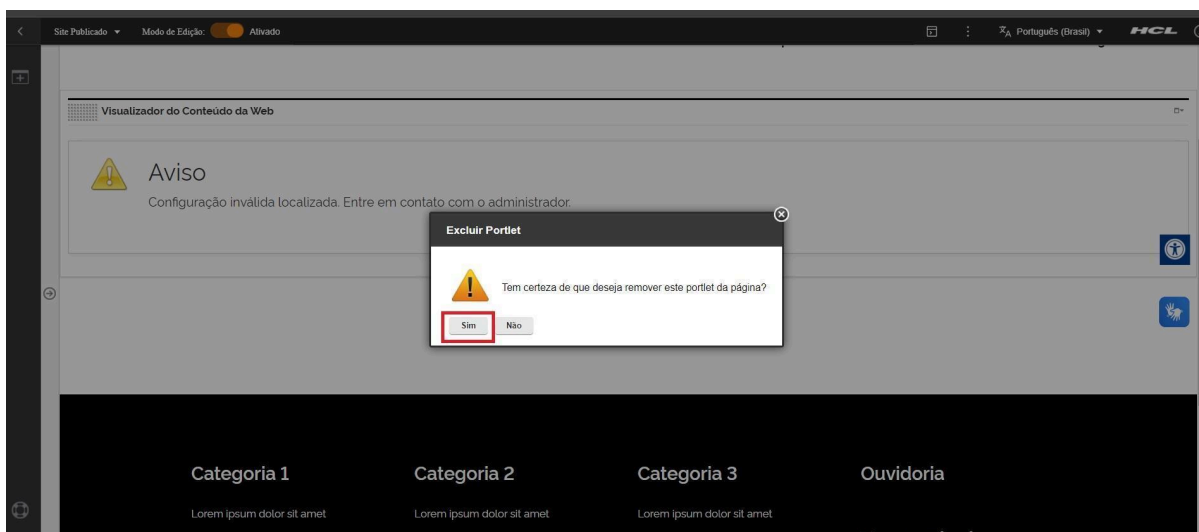 Site Publicado
Modo de Edição:
Ativado
Português (Brasil)
HCL
Visualizador do Conteúdo da Web
Aviso
Configuração inválida localizada. Entre em contato com o administrador.
Excluir Portlet
Tem certeza de que deseja remover este portlet da página?
Sim
Não
Categoria 1
Categoria 2
Categoria 3
Ouvidoria
Lorem ipsum dolor sit amet
Lorem ipsum dolor sit amet
Lorem ipsum dolor sit amet